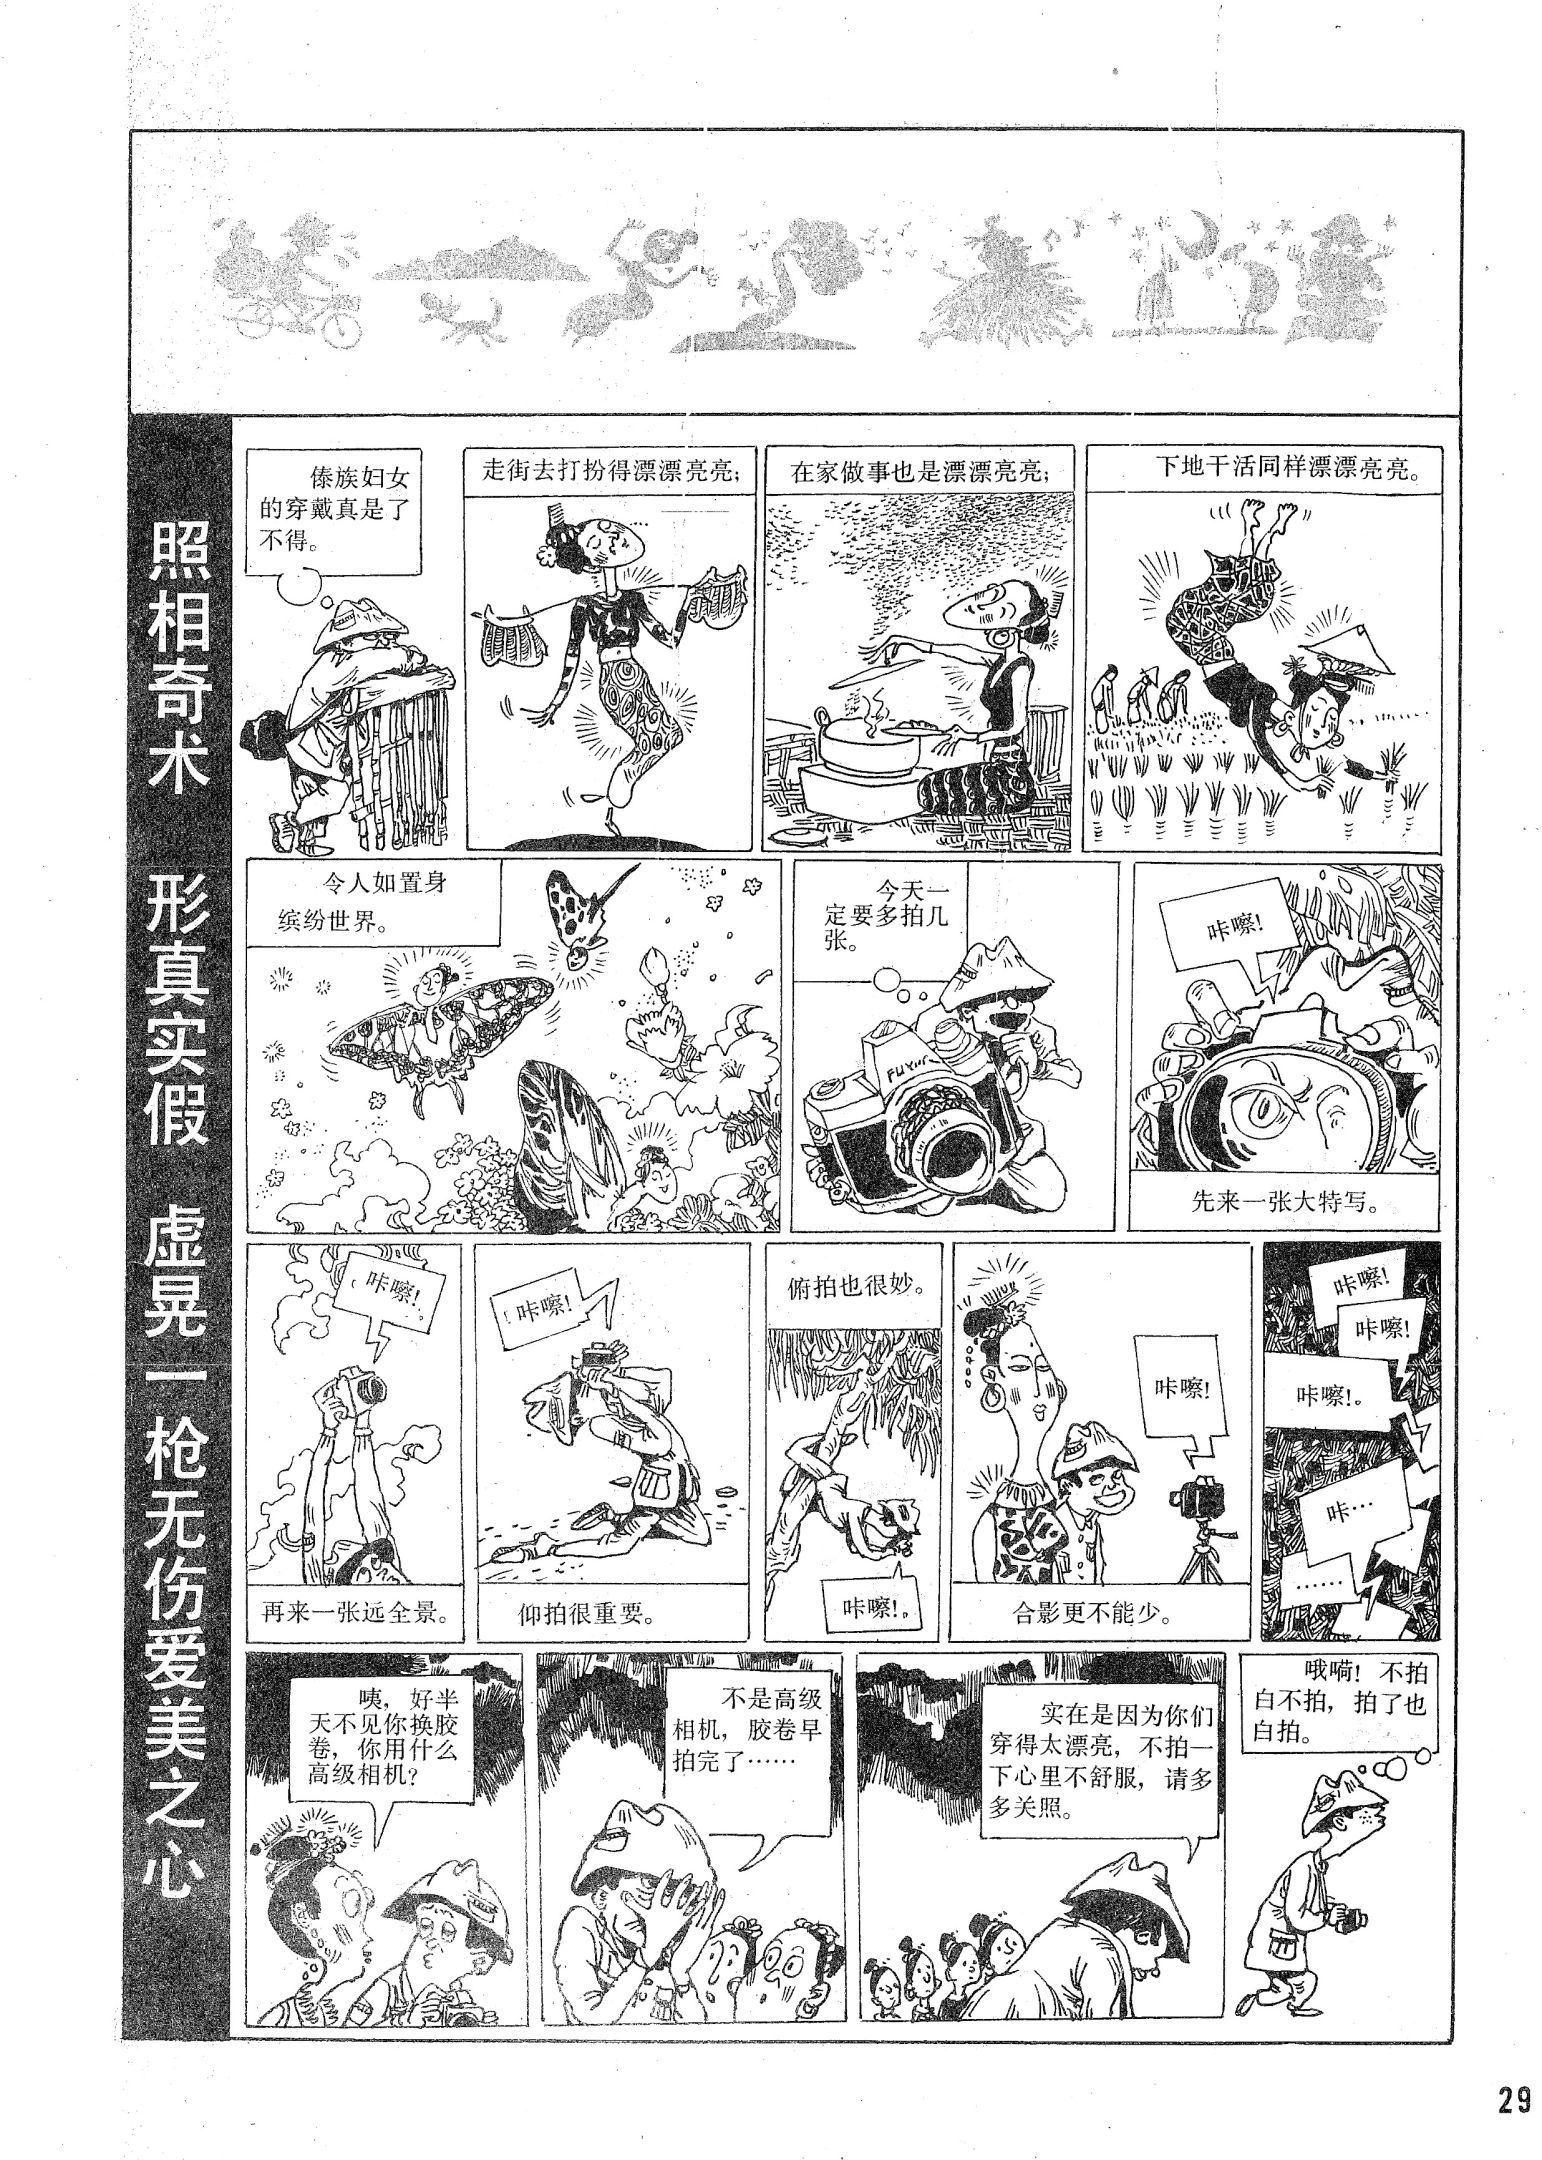 照相奇术 形真实假 虚晃一枪无伤爱美之心
傣族妇女
的穿戴真是了
不得。
走街去打扮得漂漂亮亮；
在家做事也是漂漂亮亮；
下地干活同样漂漂亮亮。
令人如置身
缤纷世界。
今天一
定要多拍几
张。
FUYIN
咔嚓！
先来一张大特写。
咔嚓！
再来一张远全景。
咔嚓！
仰拍很重要。
俯拍也很妙。
咔嚓！
咔嚓！
合影更不能少。
咔嚓！
咔嚓！
咔嚓！
咔…
……
咦，好半
天不见你换胶
卷，你用什么
高级相机？
不是高级
相机，胶卷早
拍完了……
实在是因为你们
穿得太漂亮，不拍一
下心里不舒服，请多
多关照。
哦嗬！不拍
白不拍，拍了也
白拍。
29